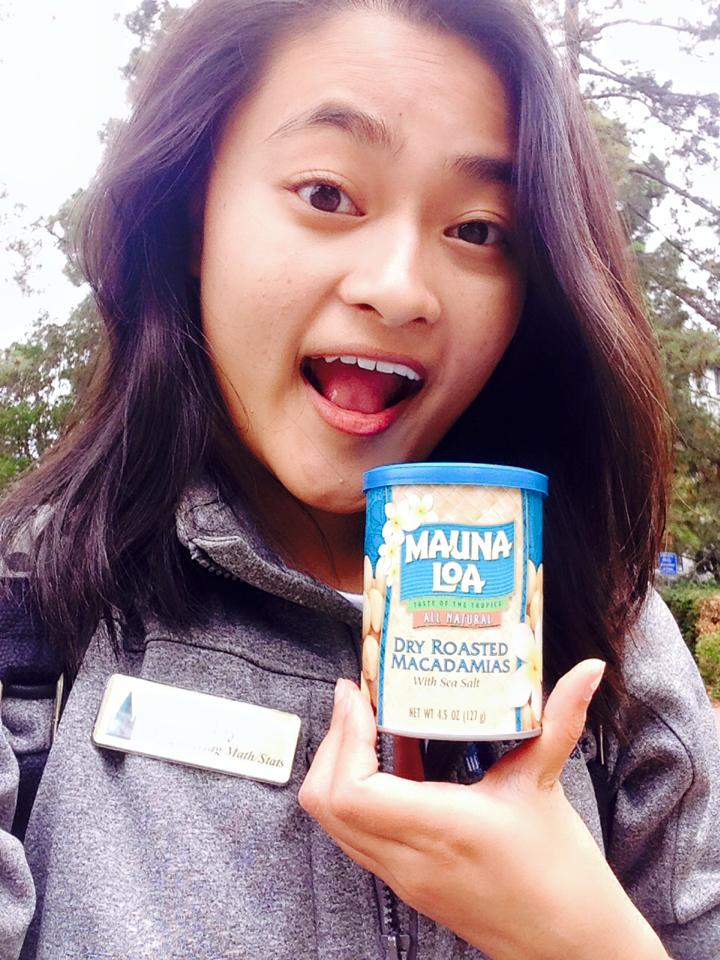 MAUNA
LOA
TASTE OF THE TROPICS
ALL NATURAL
DRY ROASTED
MACADAMIAS
With Sea Salt
NET WT 4.5 OZ (127 g)
Math/Stats